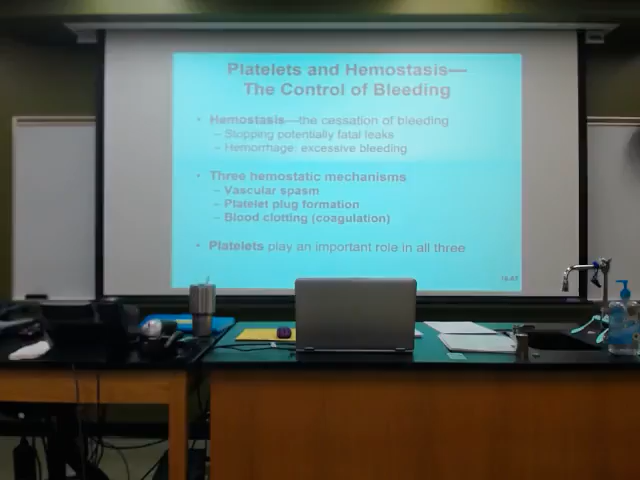 Platelets and Hemostasis—
The Control of Bleeding
• Hemostasis—the cessation of bleeding
– Stopping potentially fatal leaks
– Hemorrhage: excessive bleeding
• Three hemostatic mechanisms
– Vascular spasm
– Platelet plug formation
– Blood clotting (coagulation)
• Platelets play an important role in all three